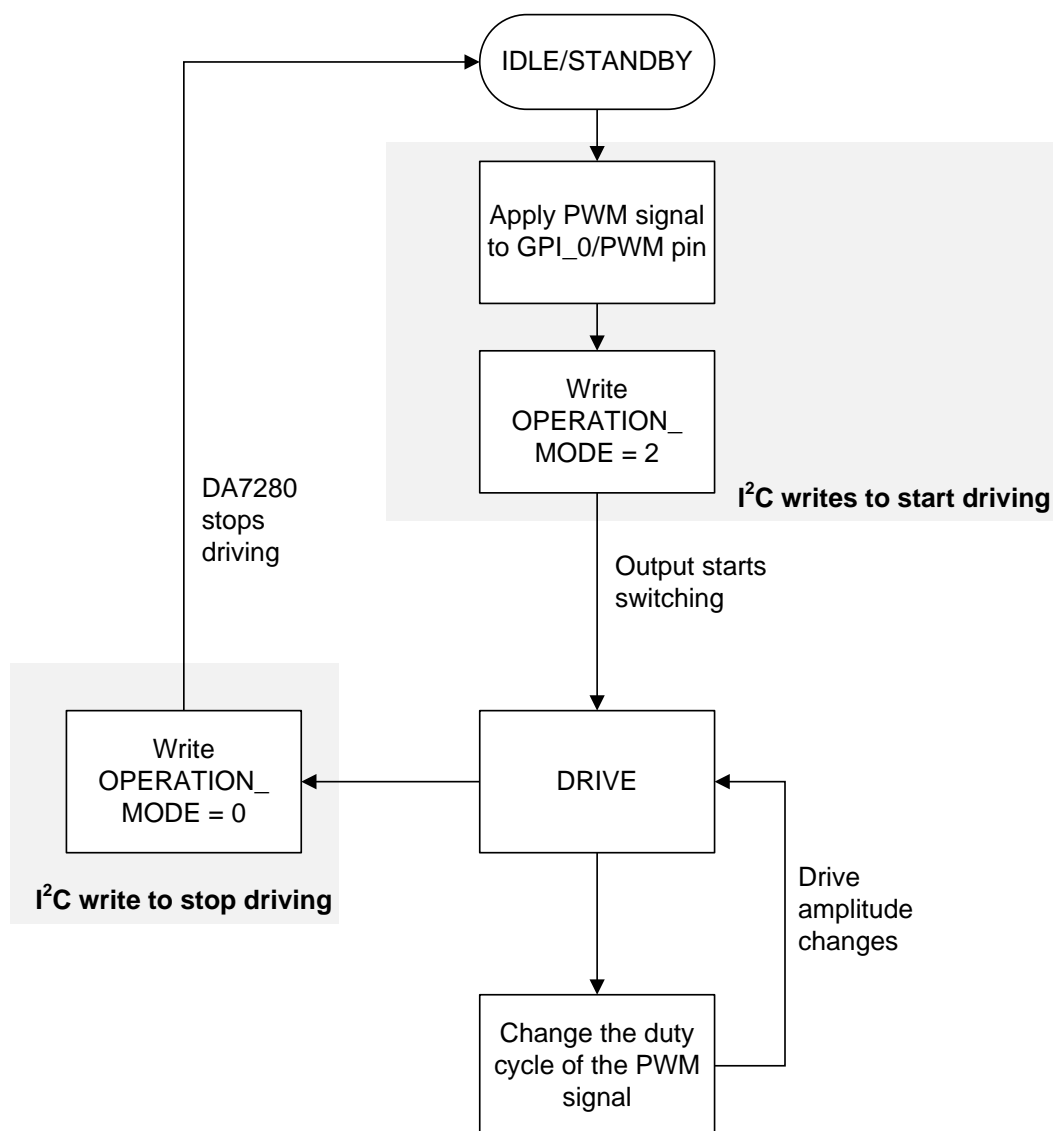 IDLE/STANDBY
Apply PWM signal
to GPI_0/PWM pin
Write
OPERATION_
MODE = 2
I²C writes to start driving
DA7280
stops
driving
Output starts
switching
Write
OPERATION_
MODE = 0
I²C write to stop driving
DRIVE
Drive
amplitude
changes
Change the duty
cycle of the PWM
signal